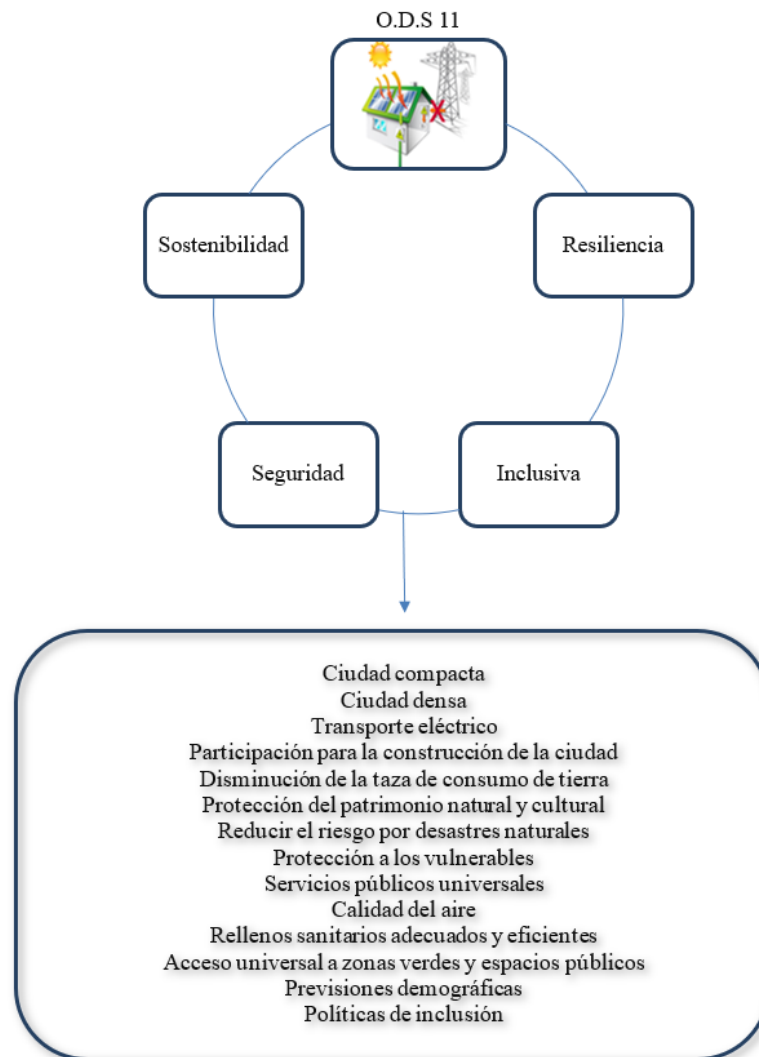 O.D.S 11
Sostenibilidad
Resiliencia
Seguridad
Inclusiva
Ciudad compacta
Ciudad densa
Transporte eléctrico
Participación para la construcción de la ciudad
Disminución de la taza de consumo de tierra
Protección del patrimonio natural y cultural
Reducir el riesgo por desastres naturales
Protección a los vulnerables
Servicios públicos universales
Calidad del aire
Rellenos sanitarios adecuados y eficientes
Acceso universal a zonas verdes y espacios públicos
Previsiones demográficas
Políticas de inclusión